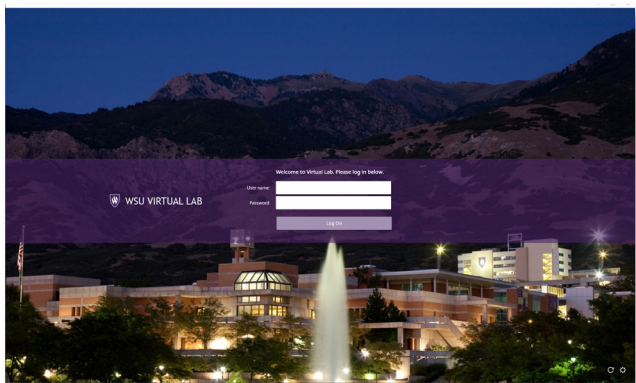 Welcome to Virtual Lab. Please log in below.
User name
WSU VIRTUAL LAB
Password
Log On